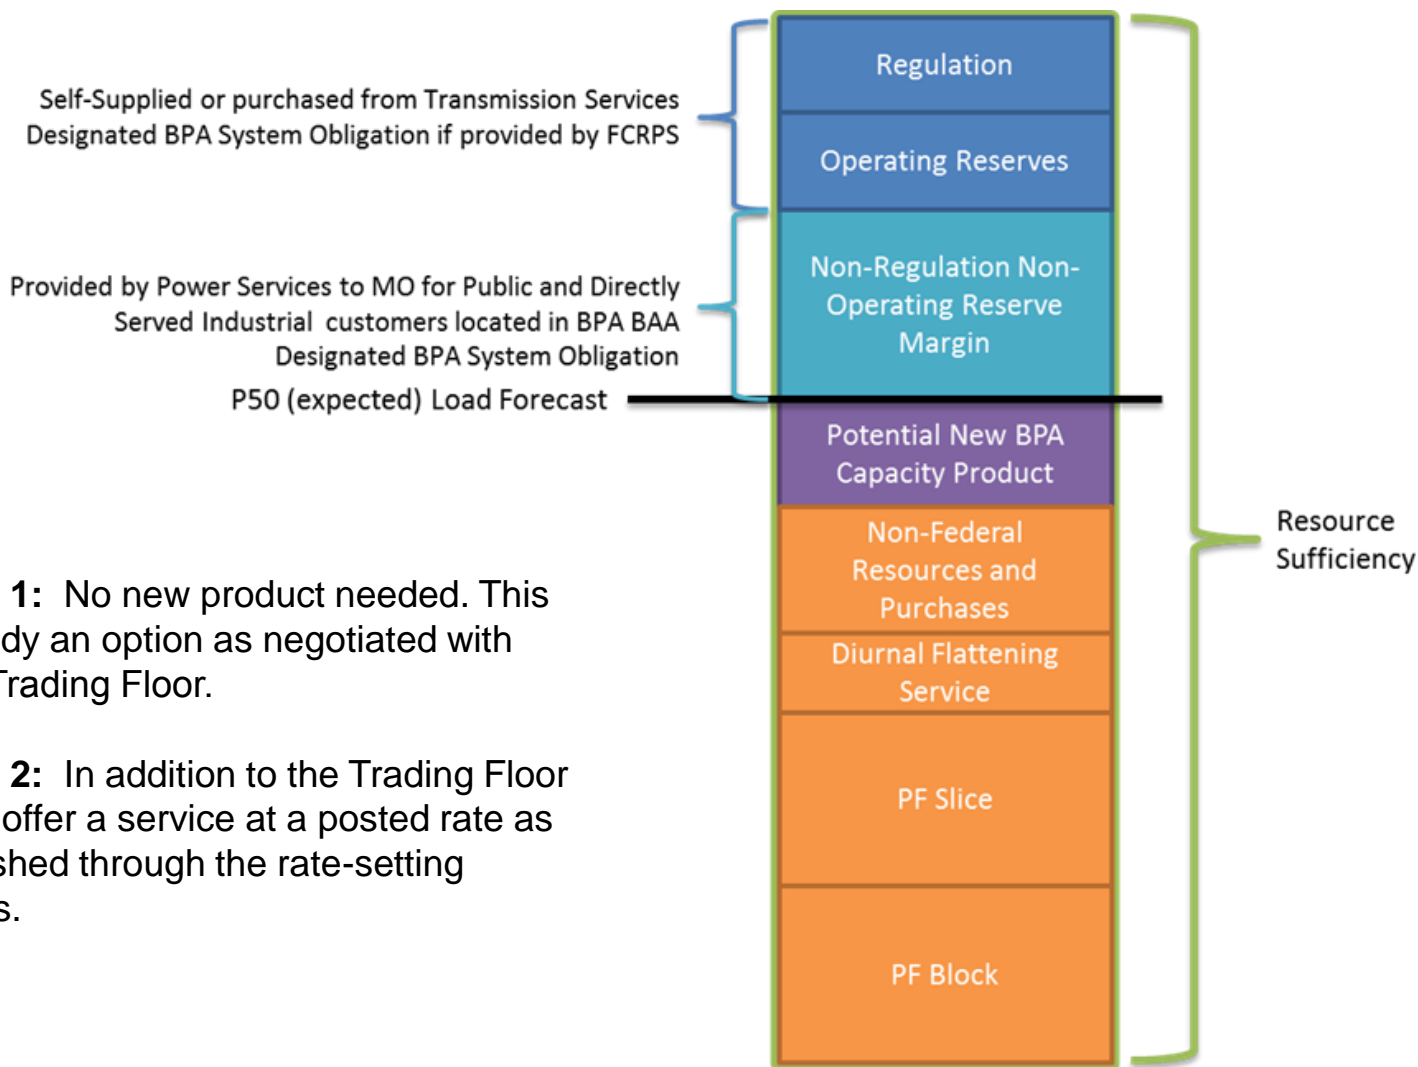 Regulation
Self-Supplied or purchased from Transmission Services
Designated BPA System Obligation if provided by FCRPS
Operating Reserves
Non-Regulation Non-
Operating Reserve
Margin
Provided by Power Services to MO for Public and Directly
Served Industrial customers located in BPA BAA
Designated BPA System Obligation
P50 (expected) Load Forecast
Potential New BPA
Capacity Product
Non-Federal
Resources and
Purchases
Resource
Sufficiency
1: No new product needed. This
dy an option as negotiated with
Trading Floor.
Diurnal Flattening
Service
2: In addition to the Trading Floor
offer a service at a posted rate as
shed through the rate-setting
s.
PF Slice
PF Block